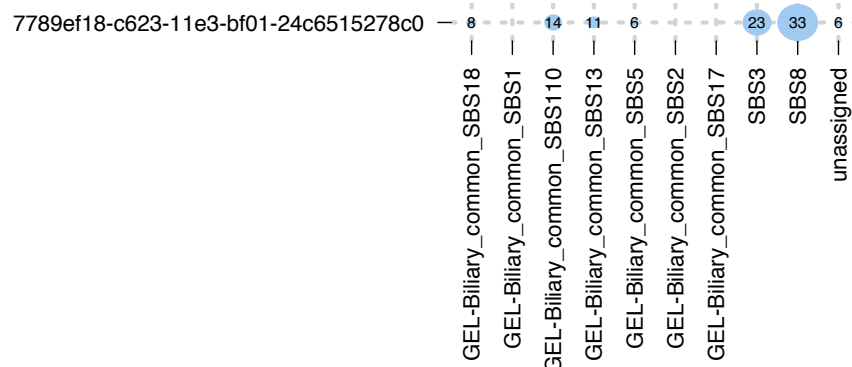 7789ef18-c623-11e3-bf01-24c6515278c0 8 14 11 6 23 33 6
GEL-Biliary_common_SBS18
GEL-Biliary_common_SBS1
GEL-Biliary_common_SBS110
GEL-Biliary_common_SBS13
GEL-Biliary_common_SBS5
GEL-Biliary_common_SBS2
GEL-Biliary_common_SBS17
SBS3
SBS8
unassigned